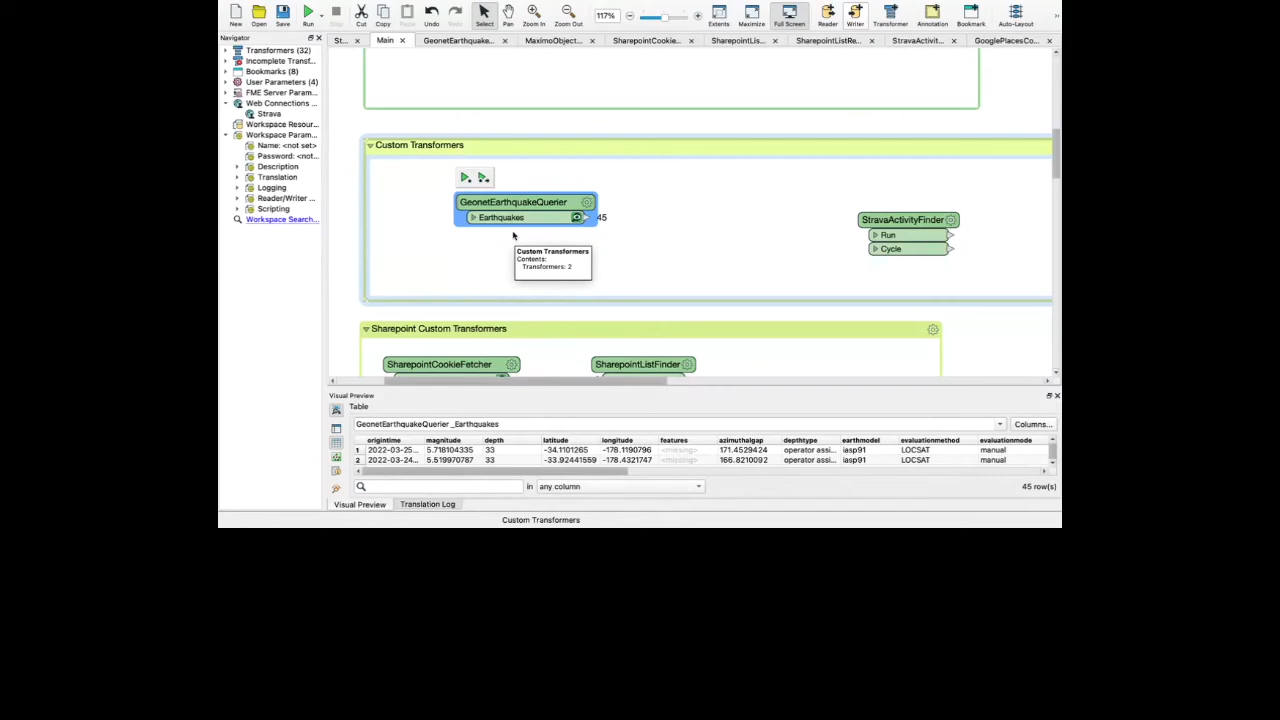 New Open Save Run Stop Cut Copy Paste Undo Redo Select Pan Zoom In Zoom Out 117% Extents Maximize Full Screen Reader Writer Transformer Annotation Bookmark Auto-Layout
Navigator
Transformers (32)
Incomplete Transf...
Bookmarks (8)
User Parameters (4)
FME Server Param...
Web Connections ...
Strava
Workspace Resour...
Workspace Param...
Name: <not set>
Password: <not...
Description
Translation
Logging
Reader/Writer ...
Scripting
Workspace Search...
St... Main GeonetEarthquake... MaximoObject... SharepointCookie... SharepointLis... SharepointListRe... StravaActivit... GooglePlacesCo...
Custom Transformers
GeonetEarthquakeQuerier
Earthquakes
45
Custom Transformers
Contents:
Transformers: 2
StravaActivityFinder
Run
Cycle
Sharepoint Custom Transformers
SharepointCookieFetcher
SharepointListFinder
Visual Preview
Table
GeonetEarthquakeQuerier _Earthquakes
Columns...
origintime magnitude depth latitude longitude features azimuthalgap depthtype earthmodel evaluationmethod evaluationmode
1 2022-03-25... 5.718104335 33 -34.1101265 -178.1190796 <missing> 171.4529424 operator assi... iasp91 LOCSAT manual
2 2022-03-24... 5.519970787 33 -33.92441559 -178.4321747 <missing> 166.8210092 operator assi... iasp91 LOCSAT manual
in any column
45 row(s)
Visual Preview Translation Log
Custom Transformers